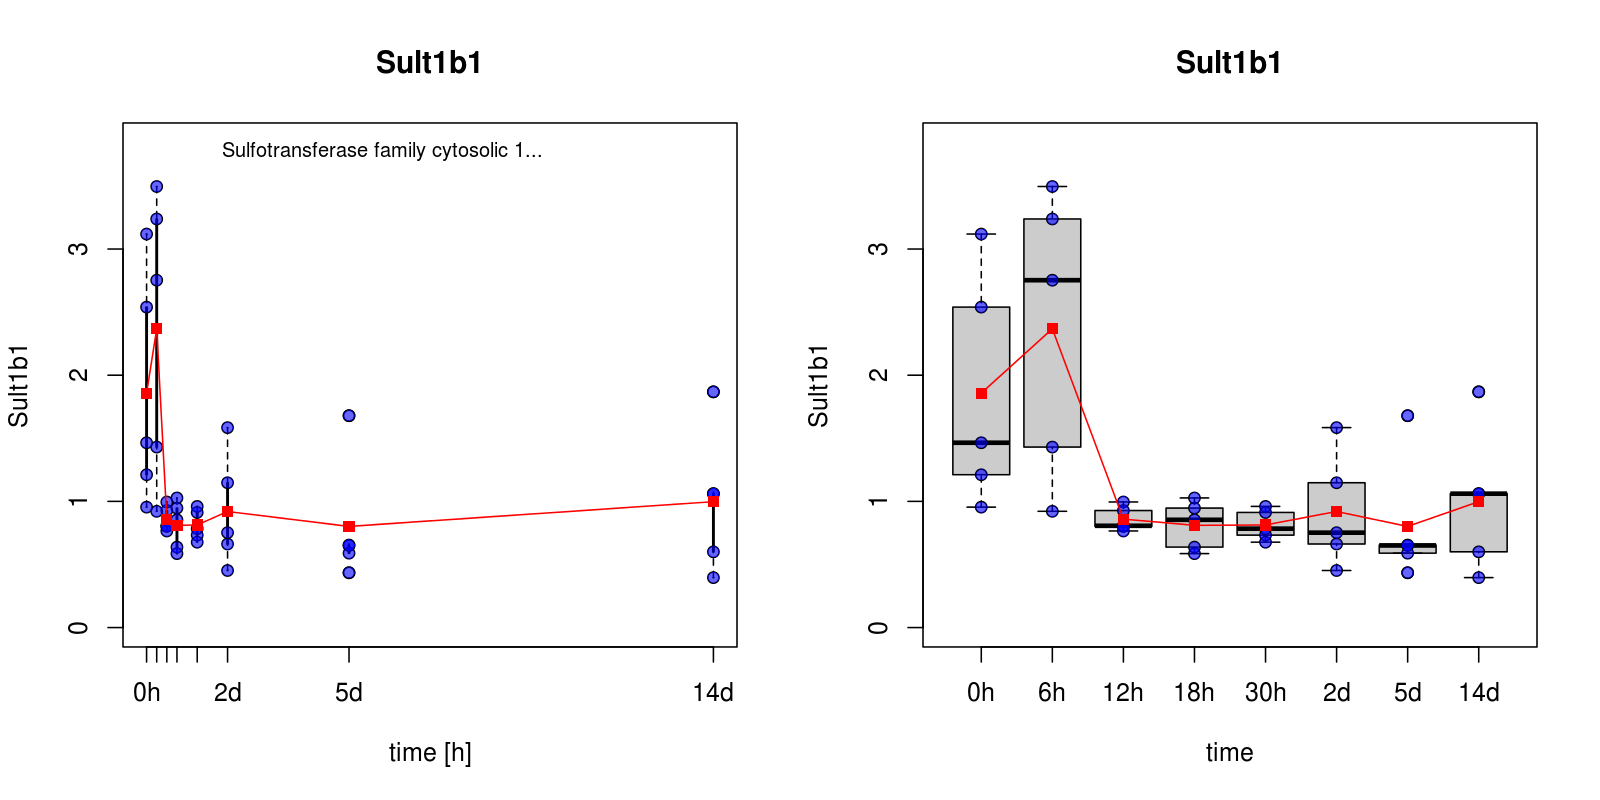 Sult1b1
Sulfotransferase family cytosolic 1...
Sult1b1
3
2
1
0
0h 2d 5d 14d
time [h]
Sult1b1
Sult1b1
3
2
1
0
0h 6h 12h 18h 30h 2d 5d 14d
time